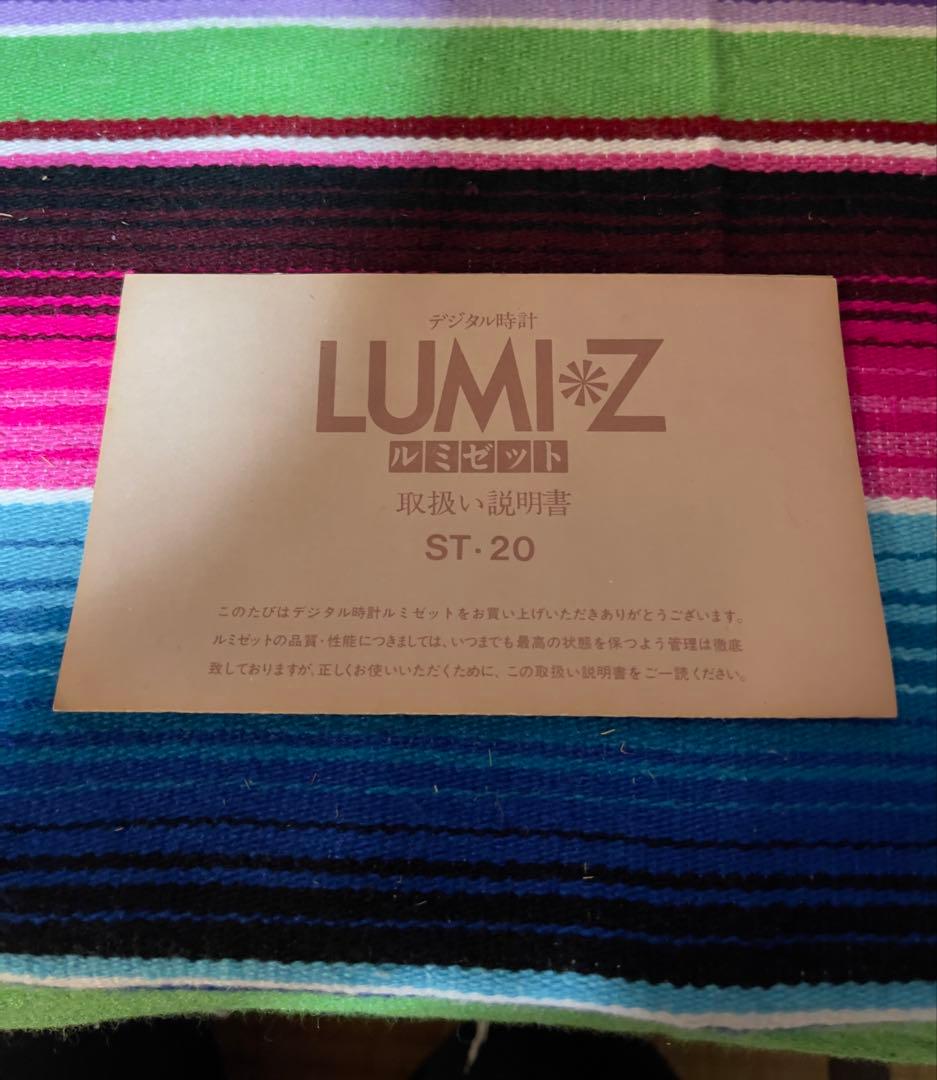 デジタル時計
LUMI*Z
ルミゼット
取扱い説明書
ST・20
このたびはデジタル時計ルミゼットをお買い上げいただきありがとうございます。
ルミゼットの品質・性能につきましては、いつまでも最高の状態を保つよう管理は徹底
致しておりますが、正しくお使いいただくために、この取扱い説明書をご一読ください。